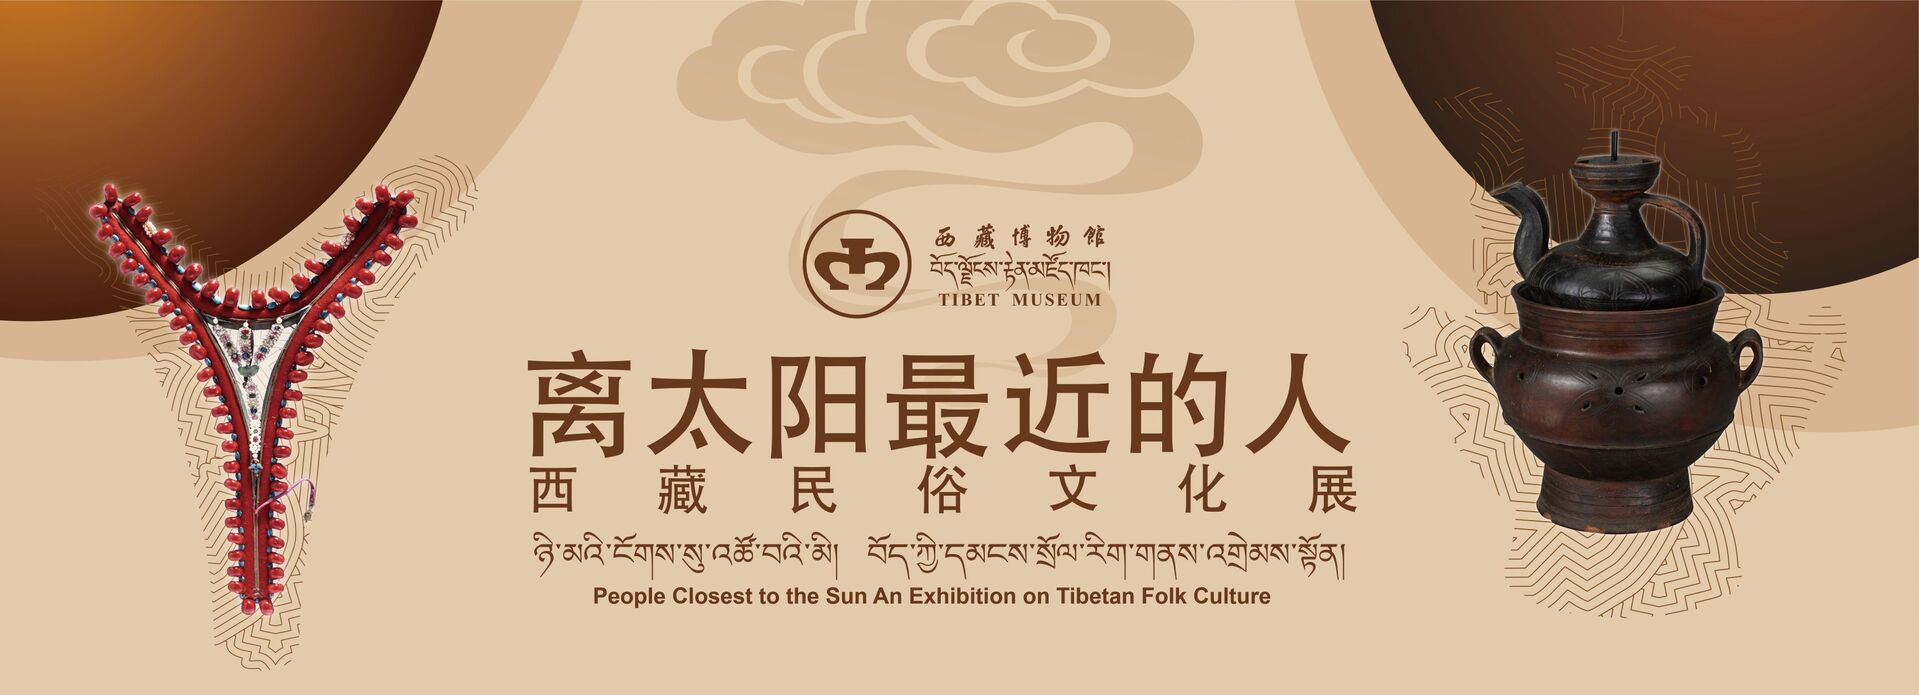 西藏博物館
བོད་ལྗོངས་རྟེན་མཛོད་ཁང་།
TIBET MUSEUM
离太阳最近的人
西藏民俗文化展
ཉི་མའི་ངོགས་སུ་འཚོ་བའི་མི། བོད་ཀྱི་དམངས་སྲོལ་རིག་གནས་འགྲེམས་སྟོན།
People Closest to the Sun An Exhibition on Tibetan Folk Culture